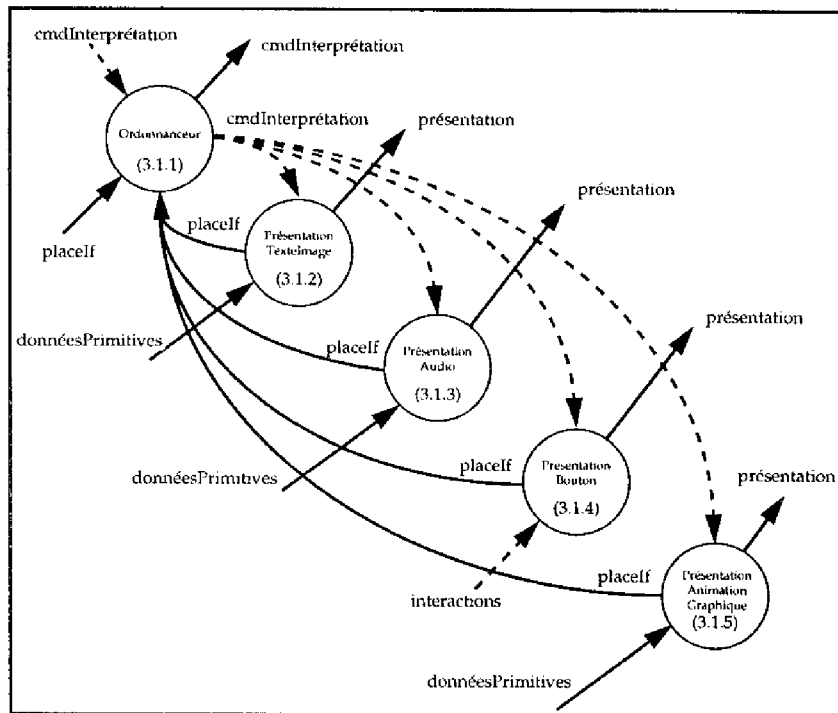 cmdInterprétation
cmdInterprétation
Ordonnanceur
(3.1.1)
cmdInterprétation
présentation
placeIf
placeIf
Présentation
TexteImage
(3.1.2)
présentation
donnéesPrimitives
placeIf
Présentation
Audio
(3.1.3)
présentation
donnéesPrimitives
placeIf
Presentation
Bouton
(3.1.4)
présentation
interactions
placeIf
Présentation
Animation
Graphique
(3.1.5)
donnéesPrimitives